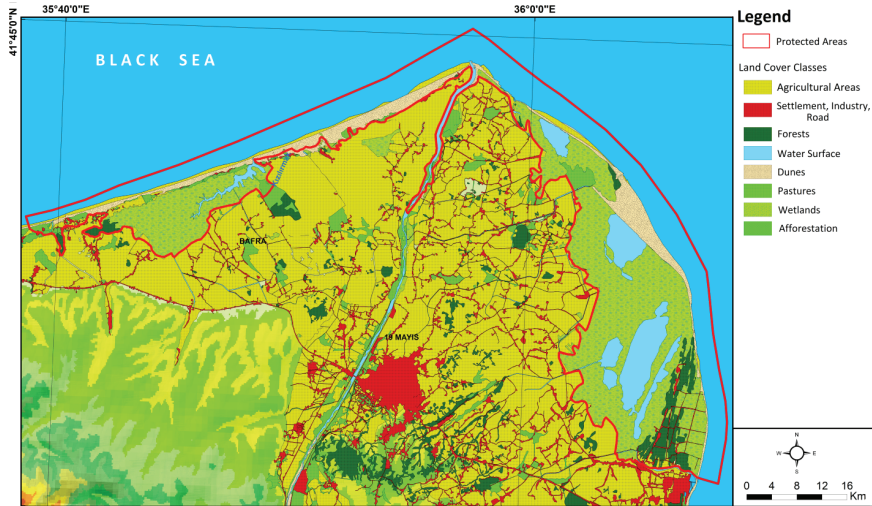 35°40'0"E
36°0'0"E
41°45'0"N
BLACK SEA
BAFRA
19 MAYIS
Legend
Protected Areas
Land Cover Classes
Agricultural Areas
Settlement, Industry,
Road
Forests
Water Surface
Dunes
Pastures
Wetlands
Afforestation
N
W E
S
0 4 8 12 16
Km